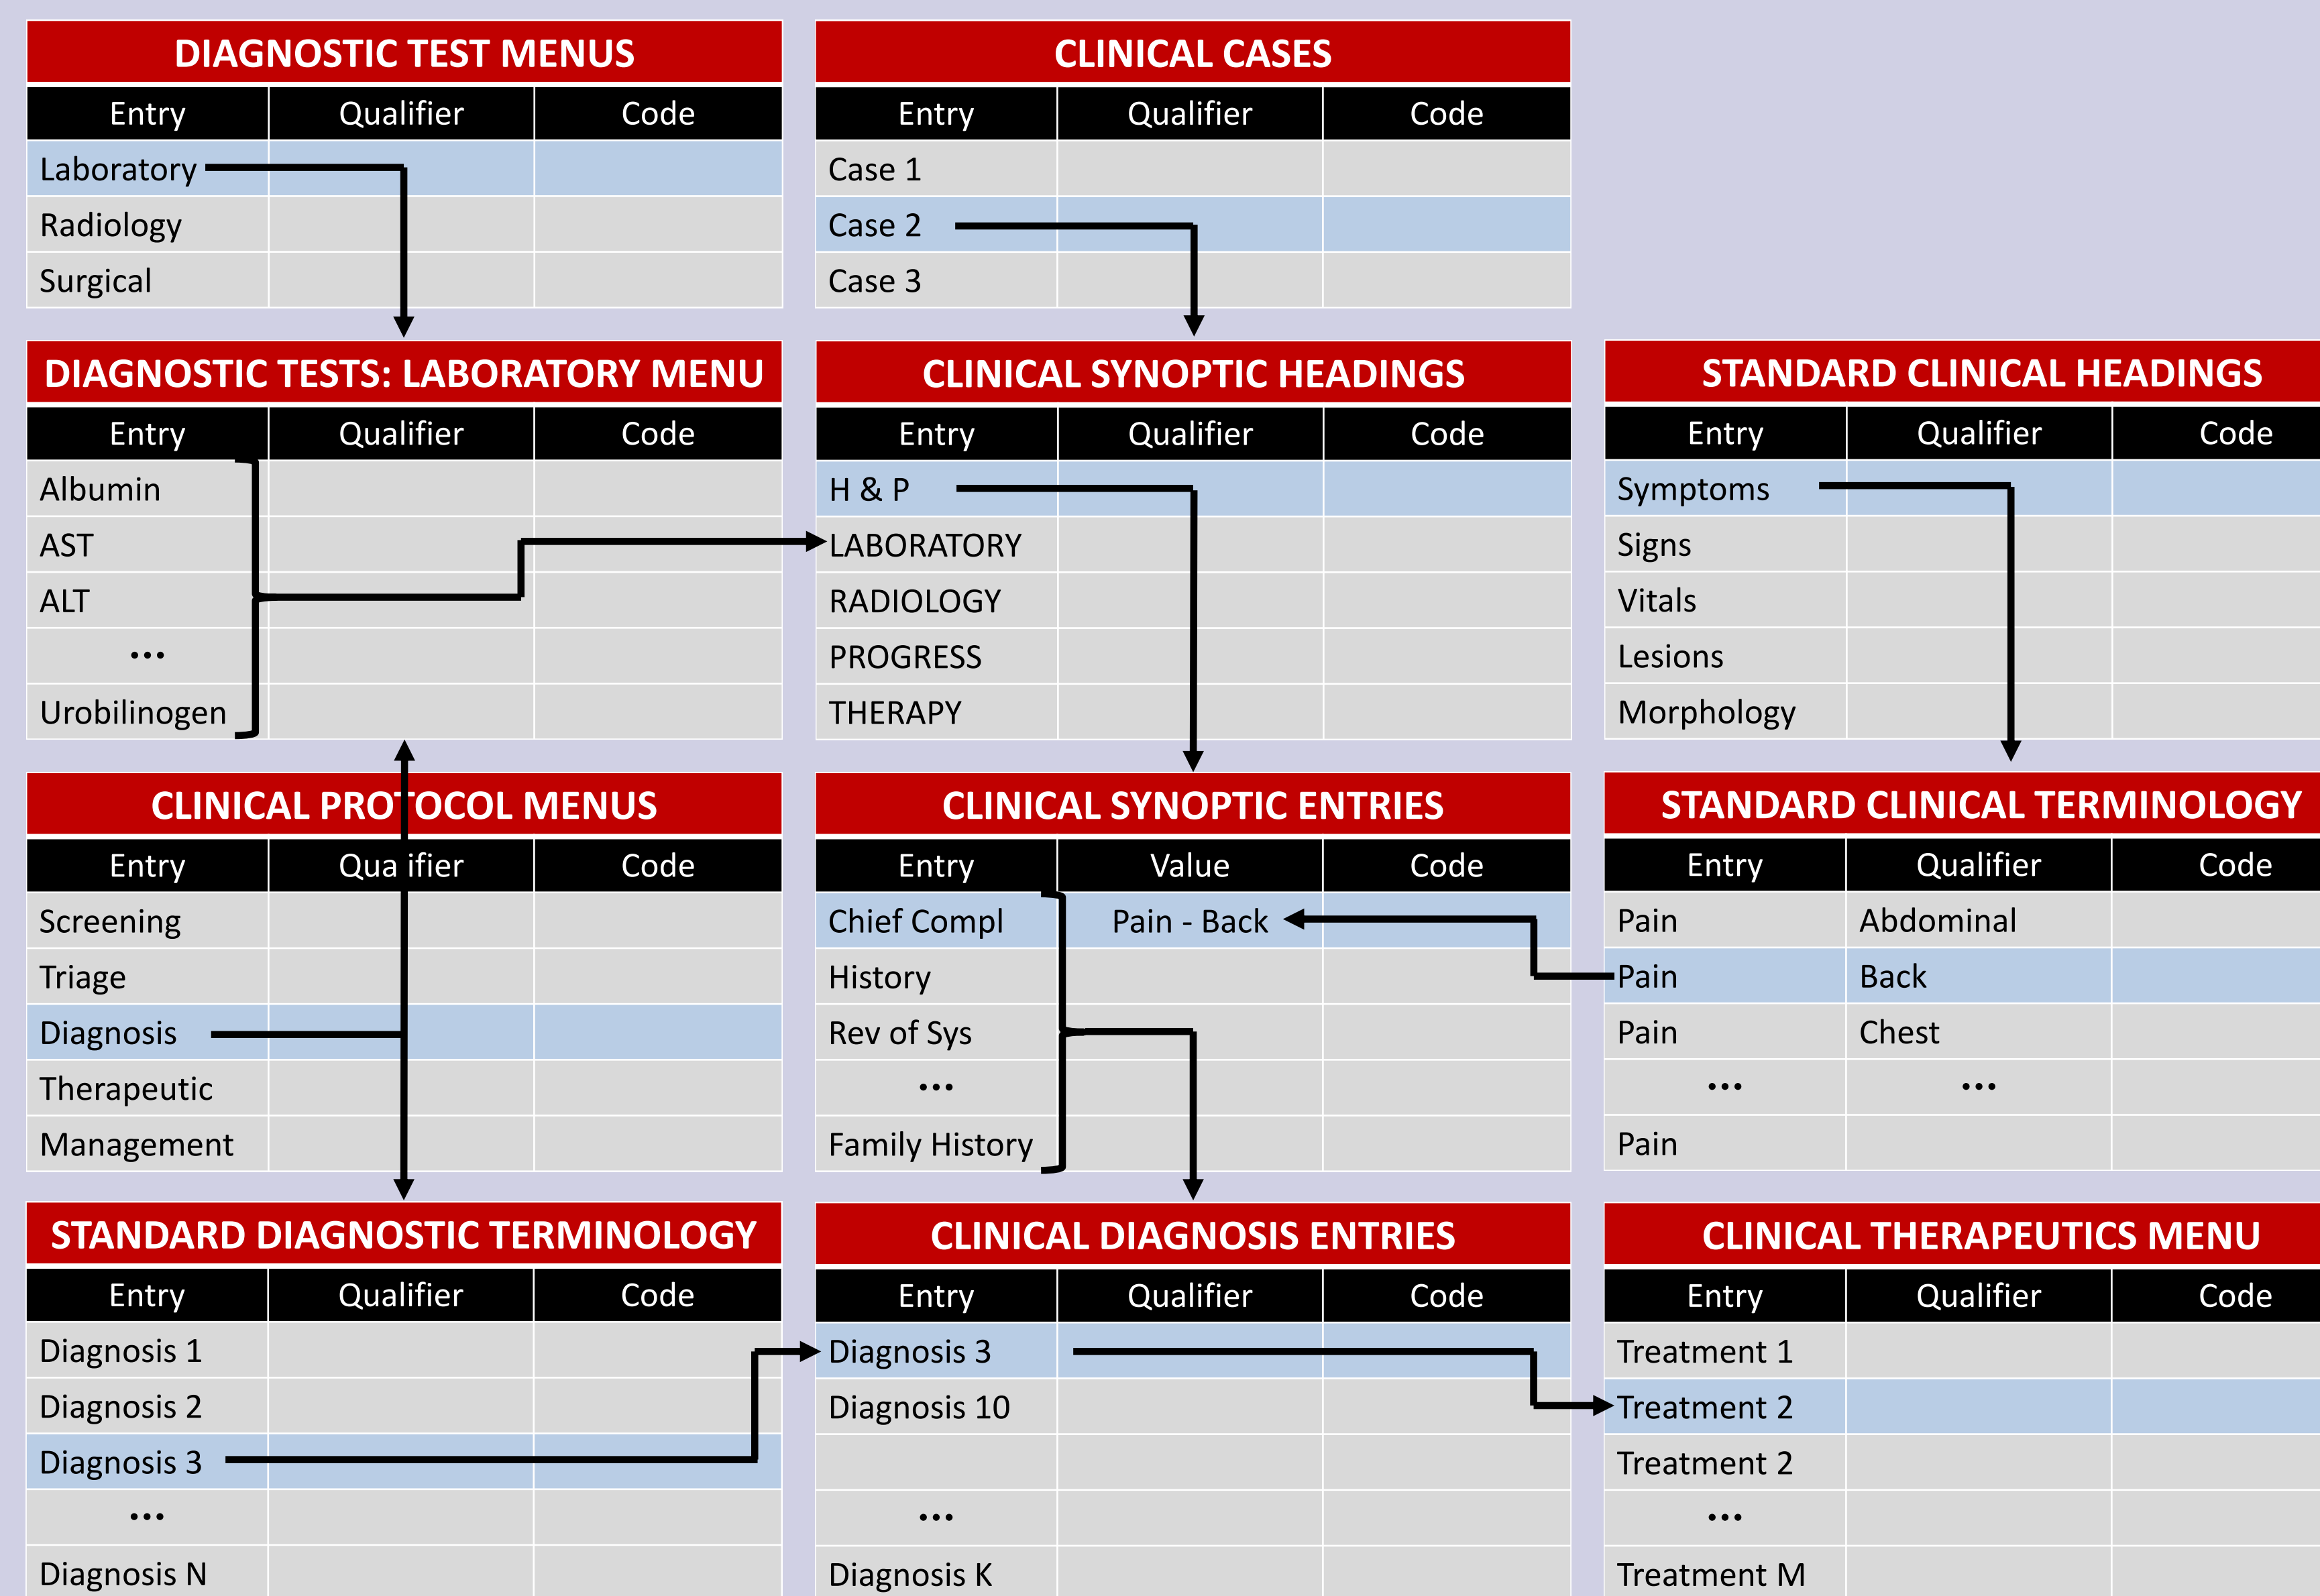 DIAGNOSTIC TEST MENUS
Entry Qualifier Code
Laboratory
Radiology
Surgical
CLINICAL CASES
Entry Qualifier Code
Case 1
Case 2
Case 3
DIAGNOSTIC TESTS: LABORATORY MENU
Entry Qualifier Code
Albumin
AST
ALT
...
Urobilinogen
CLINICAL SYNOPTIC HEADINGS
Entry Qualifier Code
H & P
LABORATORY
RADIOLOGY
PROGRESS
THERAPY
STANDARD CLINICAL HEADINGS
Entry Qualifier Code
Symptoms
Signs
Vitals
Lesions
Morphology
CLINICAL PROTOCOL MENUS
Entry Qualifier Code
Screening
Triage
Diagnosis
Therapeutic
Management
CLINICAL SYNOPTIC ENTRIES
Entry Value Code
Chief Compl Pain - Back
History
Rev of Sys
...
Family History
STANDARD CLINICAL TERMINOLOGY
Entry Qualifier Code
Pain Abdominal
Pain Back
Pain Chest
... ...
Pain
STANDARD DIAGNOSTIC TERMINOLOGY
Entry Qualifier Code
Diagnosis 1
Diagnosis 2
Diagnosis 3
...
Diagnosis N
CLINICAL DIAGNOSIS ENTRIES
Entry Qualifier Code
Diagnosis 3
Diagnosis 10
...
Diagnosis K
CLINICAL THERAPEUTICS MENU
Entry Qualifier Code
Treatment 1
Treatment 2
Treatment 2
...
Treatment M